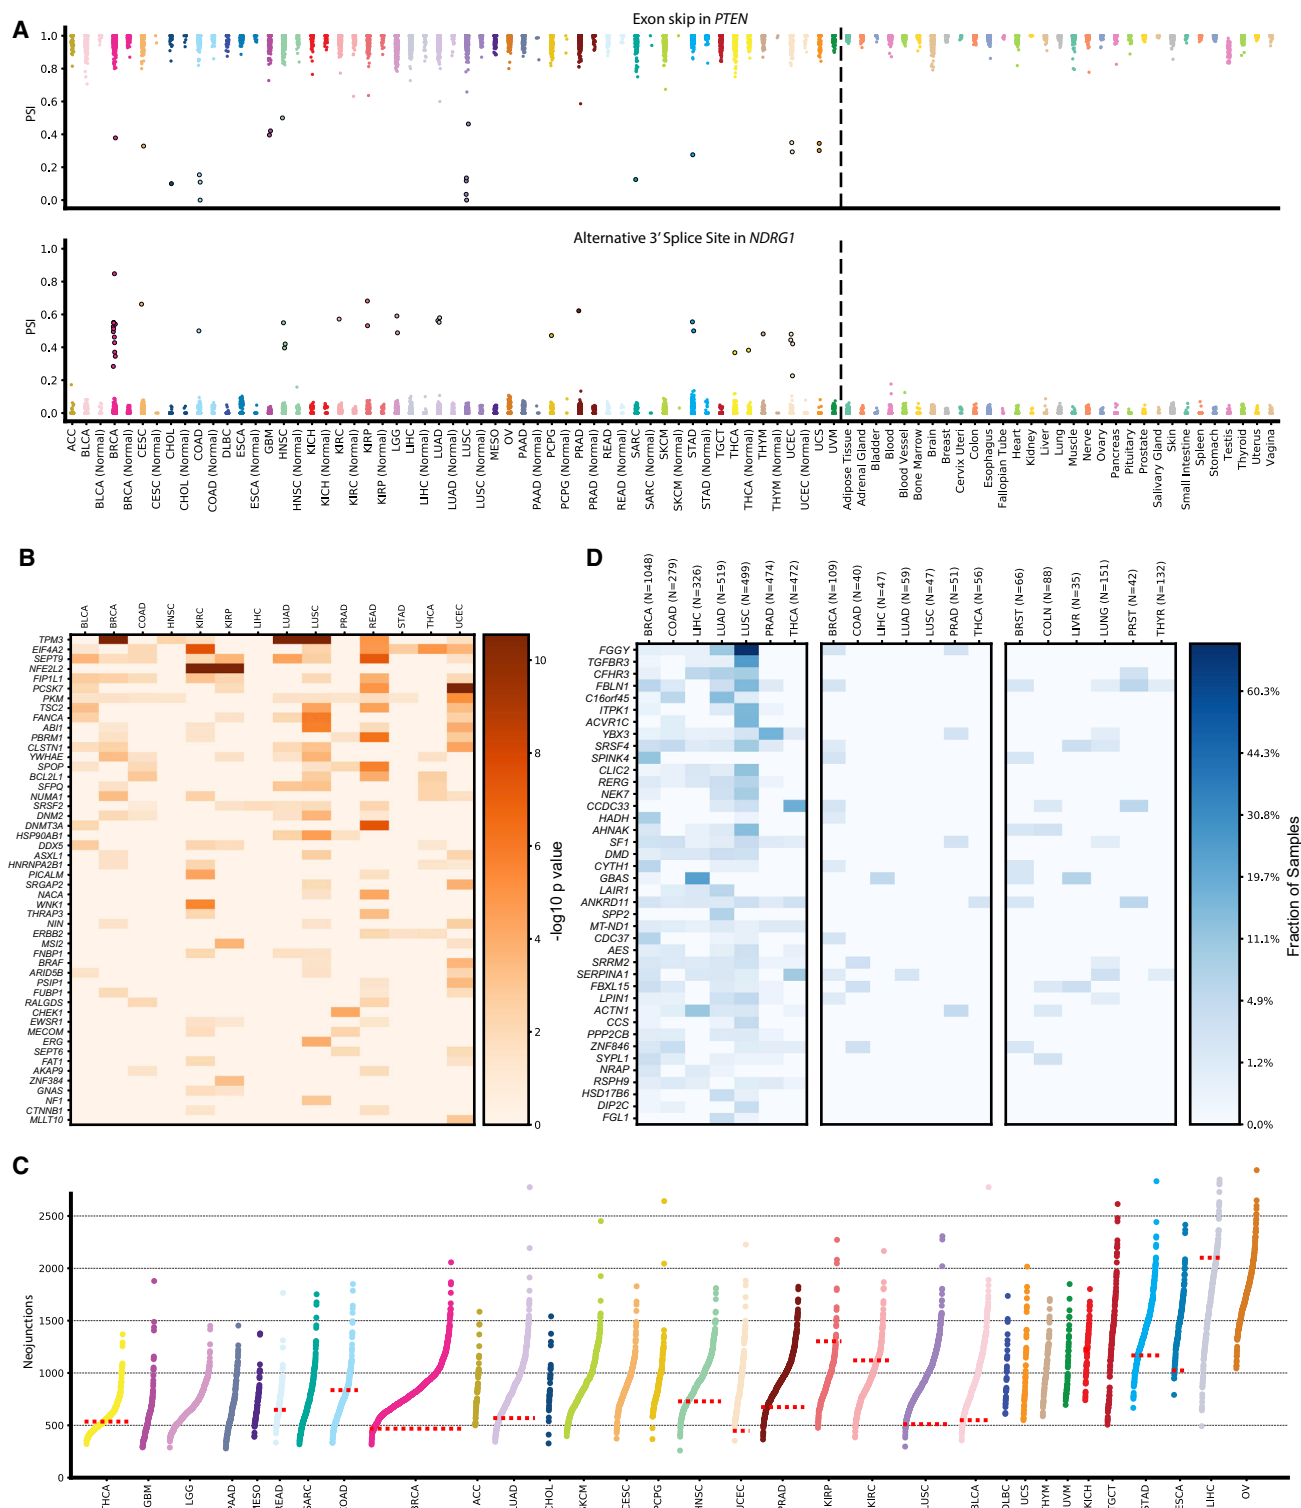 A
Exon skip in PTEN
PSI
1.0
0.8
0.6
0.4
0.2
0.0
Alternative 3′ Splice Site in NDRG1
PSI
1.0
0.8
0.6
0.4
0.2
0.0
ACC
BLCA
BLCA (Normal)
BRCA
BRCA (Normal)
CESC
CESC (Normal)
CHOL
CHOL (Normal)
COAD
COAD (Normal)
DLBC
ESCA
ESCA (Normal)
GBM
HNSC
HNSC (Normal)
KICH
KICH (Normal)
KIRC
KIRC (Normal)
KIRP
KIRP (Normal)
LGG
LIHC
LIHC (Normal)
LUAD
LUAD (Normal)
LUSC
LUSC (Normal)
MESO
OV
PAAD
PAAD (Normal)
PCPG
PCPG (Normal)
PRAD
PRAD (Normal)
READ
READ (Normal)
SARC
SARC (Normal)
SKCM
SKCM (Normal)
STAD
STAD (Normal)
TGCT
THCA
THCA (Normal)
THYM
THYM (Normal)
UCEC
UCEC (Normal)
UCS
UVM
Adipose Tissue
Adrenal Gland
Bladder
Blood
Blood Vessel
Bone Marrow
Brain
Breast
Cervix Uteri
Colon
Esophagus
Fallopian Tube
Heart
Kidney
Liver
Lung
Muscle
Nerve
Ovary
Pancreas
Pituitary
Prostate
Salivary Gland
Skin
Small Intestine
Spleen
Stomach
Testis
Thyroid
Uterus
Vagina
B
BLCA
BRCA
COAD
HNSC
KIRC
KIRP
LIHC
LUAD
LUSC
PRAD
READ
STAD
THCA
UCEC
TPM3
EIF4A2
SEPT9
NFE2L2
FIP1L1
PCSK7
PKM
TSC2
FANCA
ABI1
PBRM1
CLSTN1
YWHAE
SPOP
BCL2L1
SFPQ
NUMA1
SRSF2
DNM2
DNMT3A
HSP90AB1
DDX5
ASXL1
HNRNPA2B1
PICALM
SRGAP2
NACA
WNK1
THRAP3
NIN
ERBB2
MSI2
FNBP1
BRAF
ARID5B
PSIP1
FUBP1
RALGDS
CHEK1
EWSR1
MECOM
ERG
SEPT6
FAT1
AKAP9
ZNF384
GNAS
NF1
CTNNB1
MLLT10
10
8
6
4
2
0
-log10 p value
D
BRCA (N=1048)
COAD (N=279)
LIHC (N=326)
LUAD (N=519)
LUSC (N=499)
PRAD (N=474)
THCA (N=472)
BRCA (N=109)
COAD (N=40)
LIHC (N=47)
LUAD (N=59)
LUSC (N=47)
PRAD (N=51)
THCA (N=56)
BRST (N=66)
COLN (N=88)
LIVR (N=35)
LUNG (N=151)
PRST (N=42)
THYR (N=132)
FGGY
TGFBR3
CFHR3
FBLN1
C16orf45
ITPK1
ACVR1C
YBX3
SRSF4
SPINK4
CLIC2
RERG
NEK7
CCDC33
HADH
AHNAK
SF1
DMD
CYTH1
GBAS
LAIR1
ANKRD11
SPP2
MT-ND1
CDC37
AES
SRRM2
SERPINA1
FBXL15
LPIN1
ACTN1
CCS
PPP2CB
ZNF846
SYPL1
NRAP
RSPH9
HSD17B6
DIP2C
FGL1
60.3%
44.3%
30.8%
19.7%
11.1%
4.9%
1.2%
0.0%
Fraction of Samples
C
Neojunctions
2500
2000
1500
1000
500
0
THCA
GBM
LGG
PAAD
MESO
READ
SARC
COAD
BRCA
ACC
LUAD
CHOL
SKCM
CESC
PCPG
HNSC
UCEC
PRAD
KIRP
KIRC
LUSC
BLCA
DLBC
UCS
THYM
UVM
KICH
TGCT
STAD
ESCA
LIHC
OV